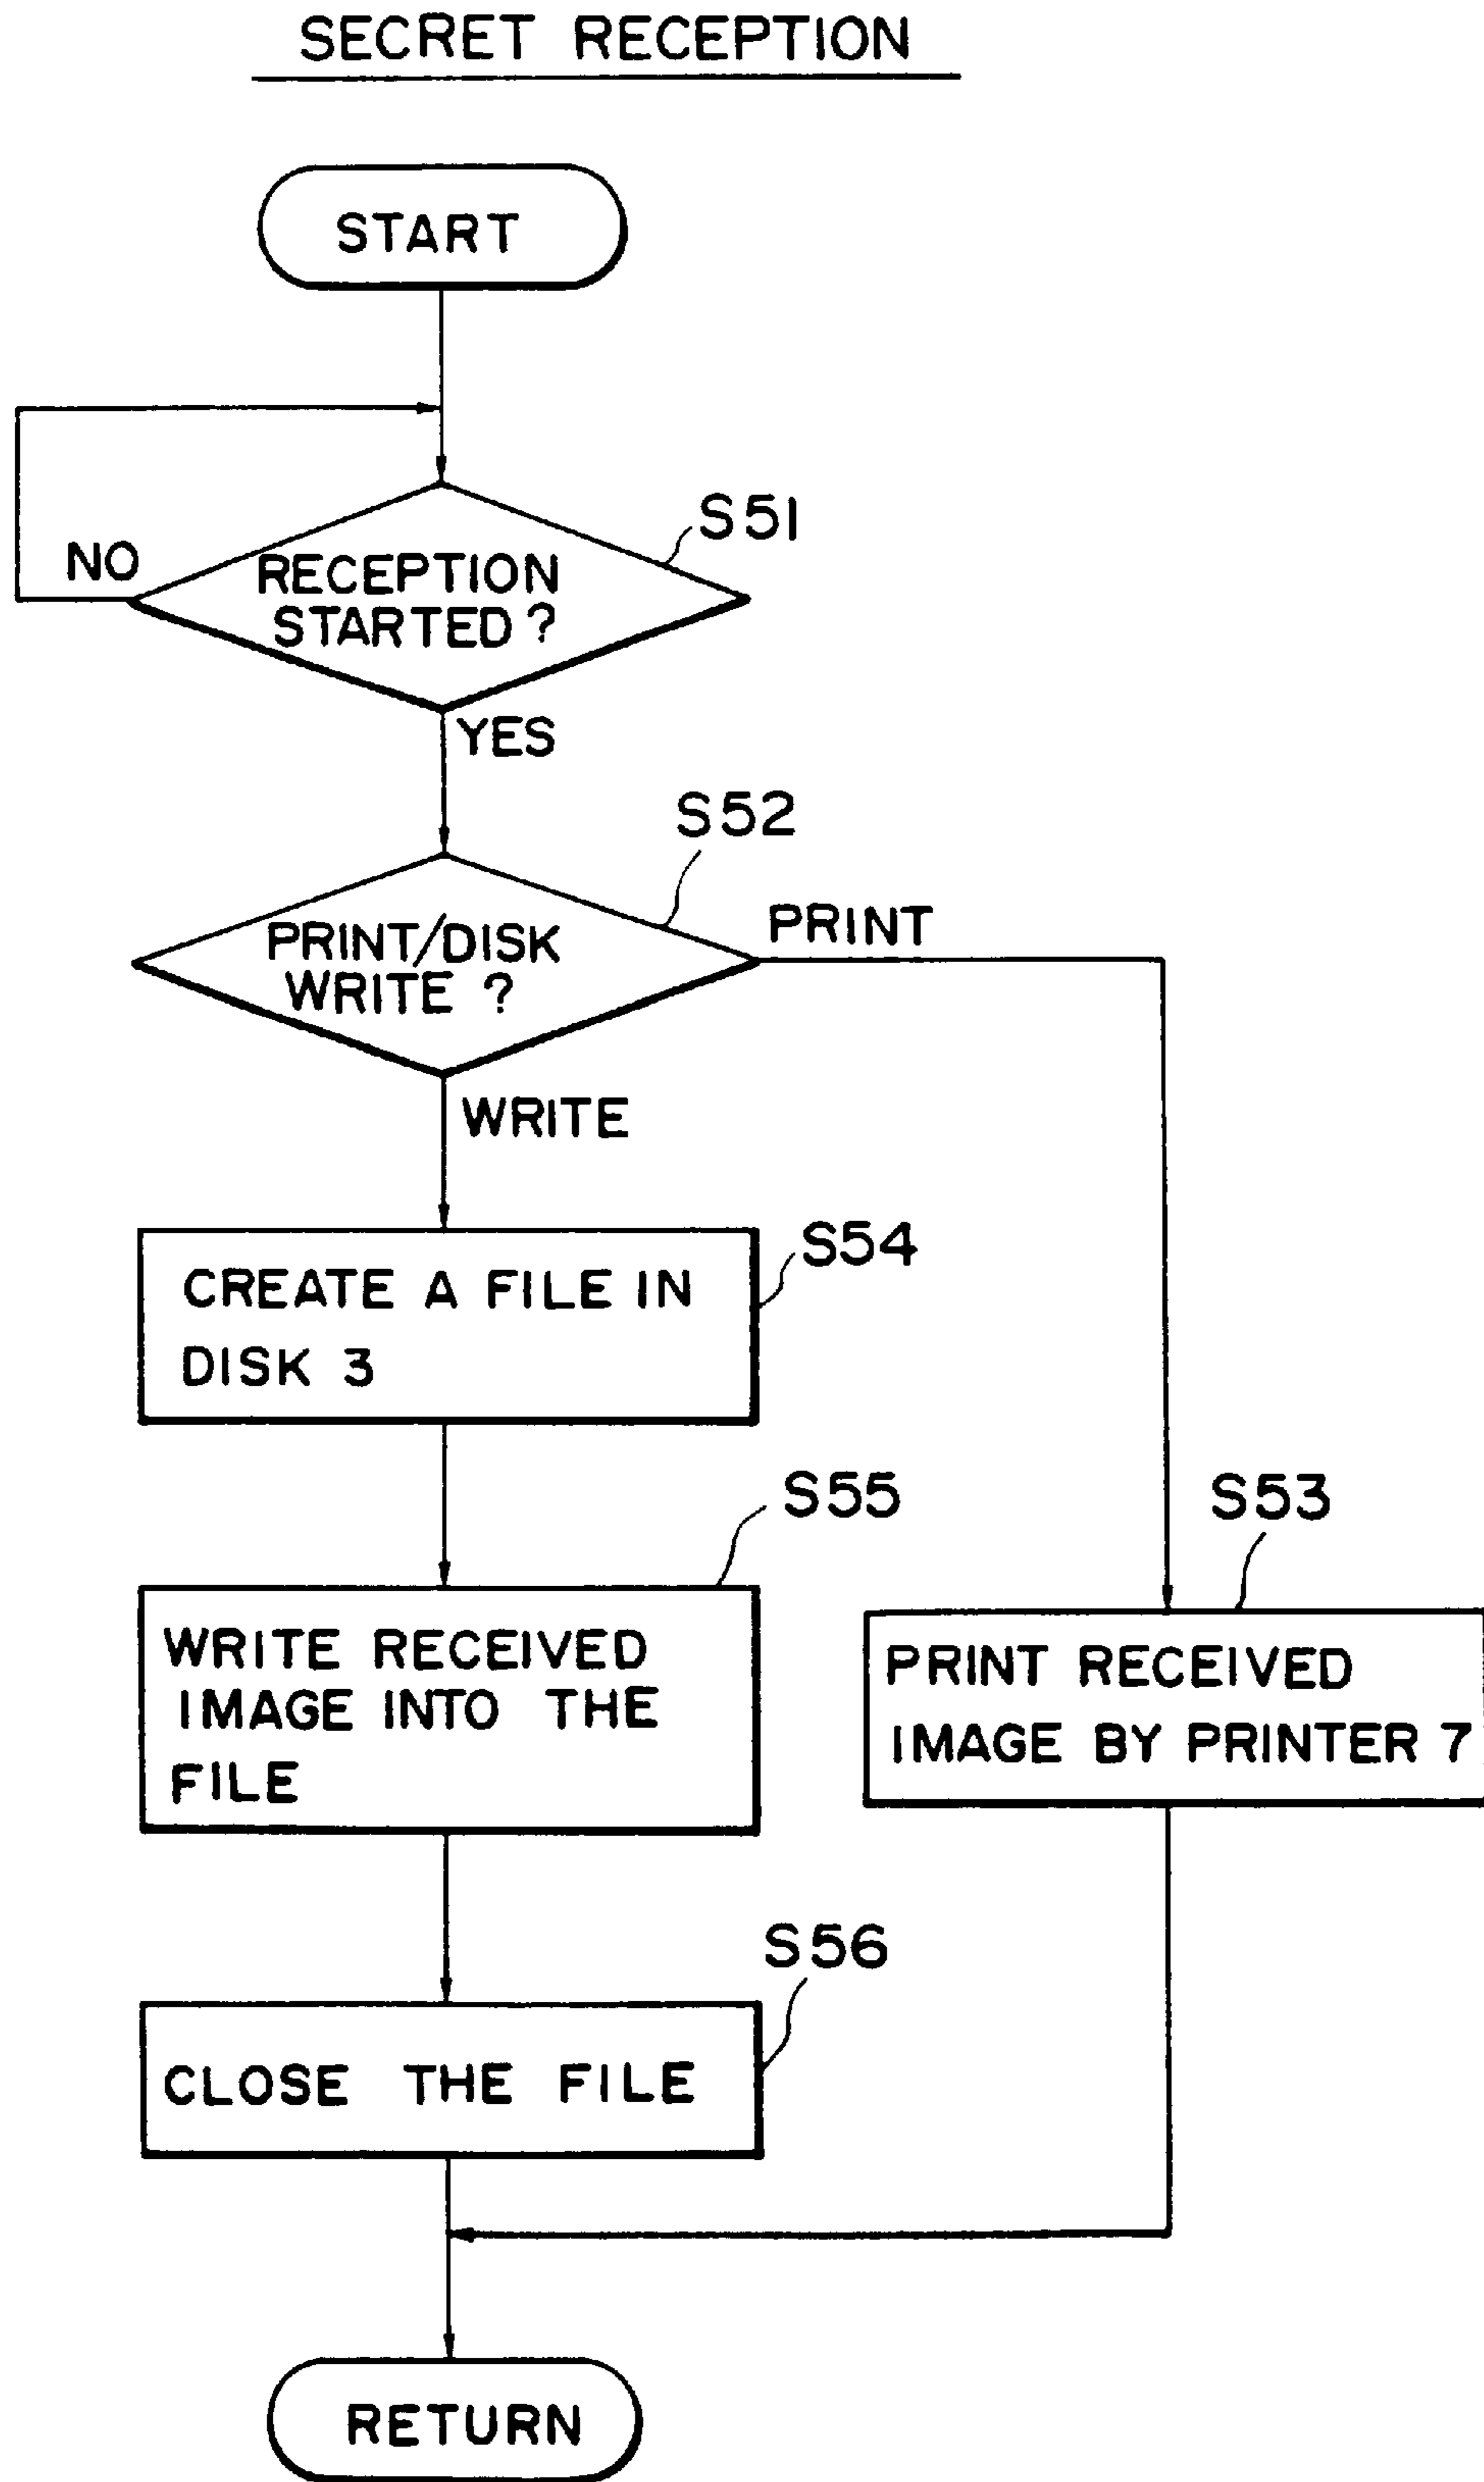 SECRET RECEPTION
START
S51
NO
RECEPTION
STARTED ?
YES
S52
PRINT
PRINT/DISK
WRITE ?
WRITE
S54
CREATE A FILE IN
DISK 3
S55
S53
WRITE RECEIVED
IMAGE INTO THE
FILE
PRINT RECEIVED
IMAGE BY PRINTER 7
S56
CLOSE THE FILE
RETURN